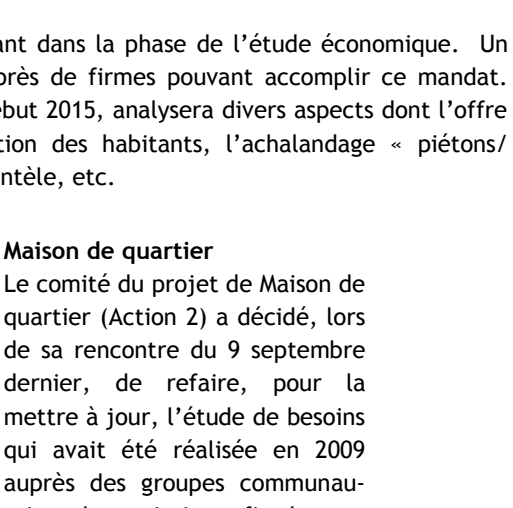 ant dans la phase de l’étude économique. Un
près de firmes pouvant accomplir ce mandat.
ébut 2015, analysera divers aspects dont l’offre
tion des habitants, l’achalandage « piétons/
entèle, etc.
Maison de quartier
Le comité du projet de Maison de
quartier (Action 2) a décidé, lors
de sa rencontre du 9 septembre
dernier, de refaire, pour la
mettre à jour, l’étude de besoins
qui avait été réalisée en 2009
auprès des groupes communau-